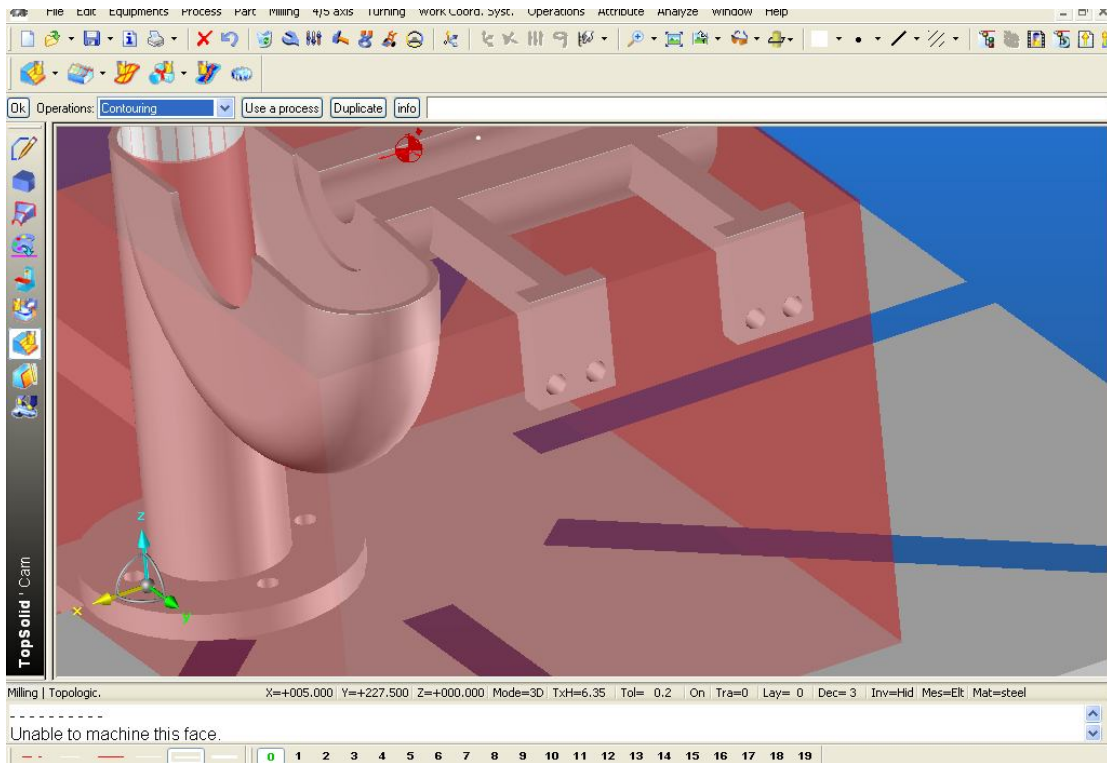 File Edit Equipments Process Part Milling 4/5 axis Turning Work Coord. Syst. Operations Attribute Analyze Window Help
Ok Operations: Contouring Use a process Duplicate info
z
x
y
TopSolid'Cam
Milling | Topologic. X=+005.000 Y=+227.500 Z=+000.000 Mode=3D TxH=6.35 Tol= 0.2 On Tra=0 Lay= 0 Dec= 3 Inv=Hid Mes=Elt Mat=steel
- - - - - - - - - -
Unable to machine this face.
0 1 2 3 4 5 6 7 8 9 10 11 12 13 14 15 16 17 18 19